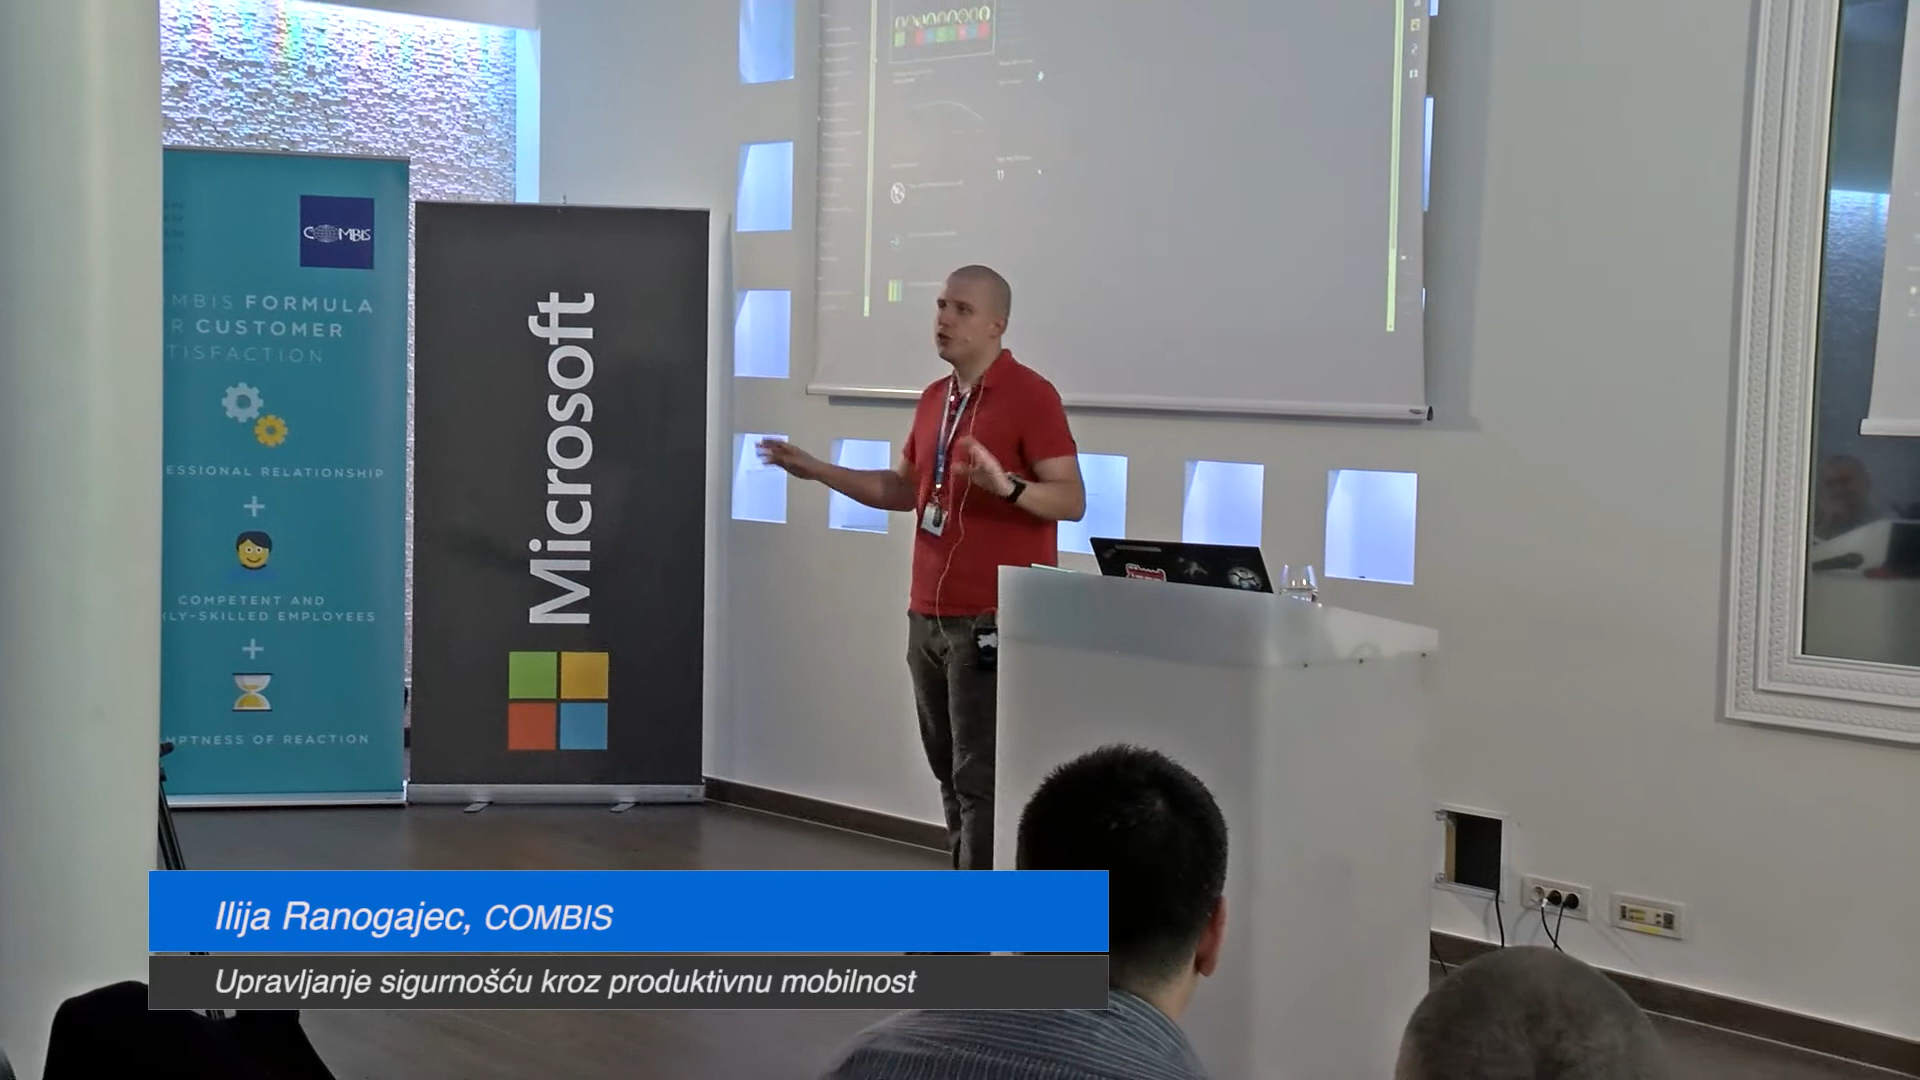 COMBIS
MBIS FORMULA
R CUSTOMER
TISFACTION
ESSIONAL RELATIONSHIP
+
COMPETENT AND
LY-SKILLED EMPLOYEES
+
MPTNESS OF REACTION
Microsoft
Ilija Ranogajec, COMBIS
Upravljanje sigurnošću kroz produktivnu mobilnost